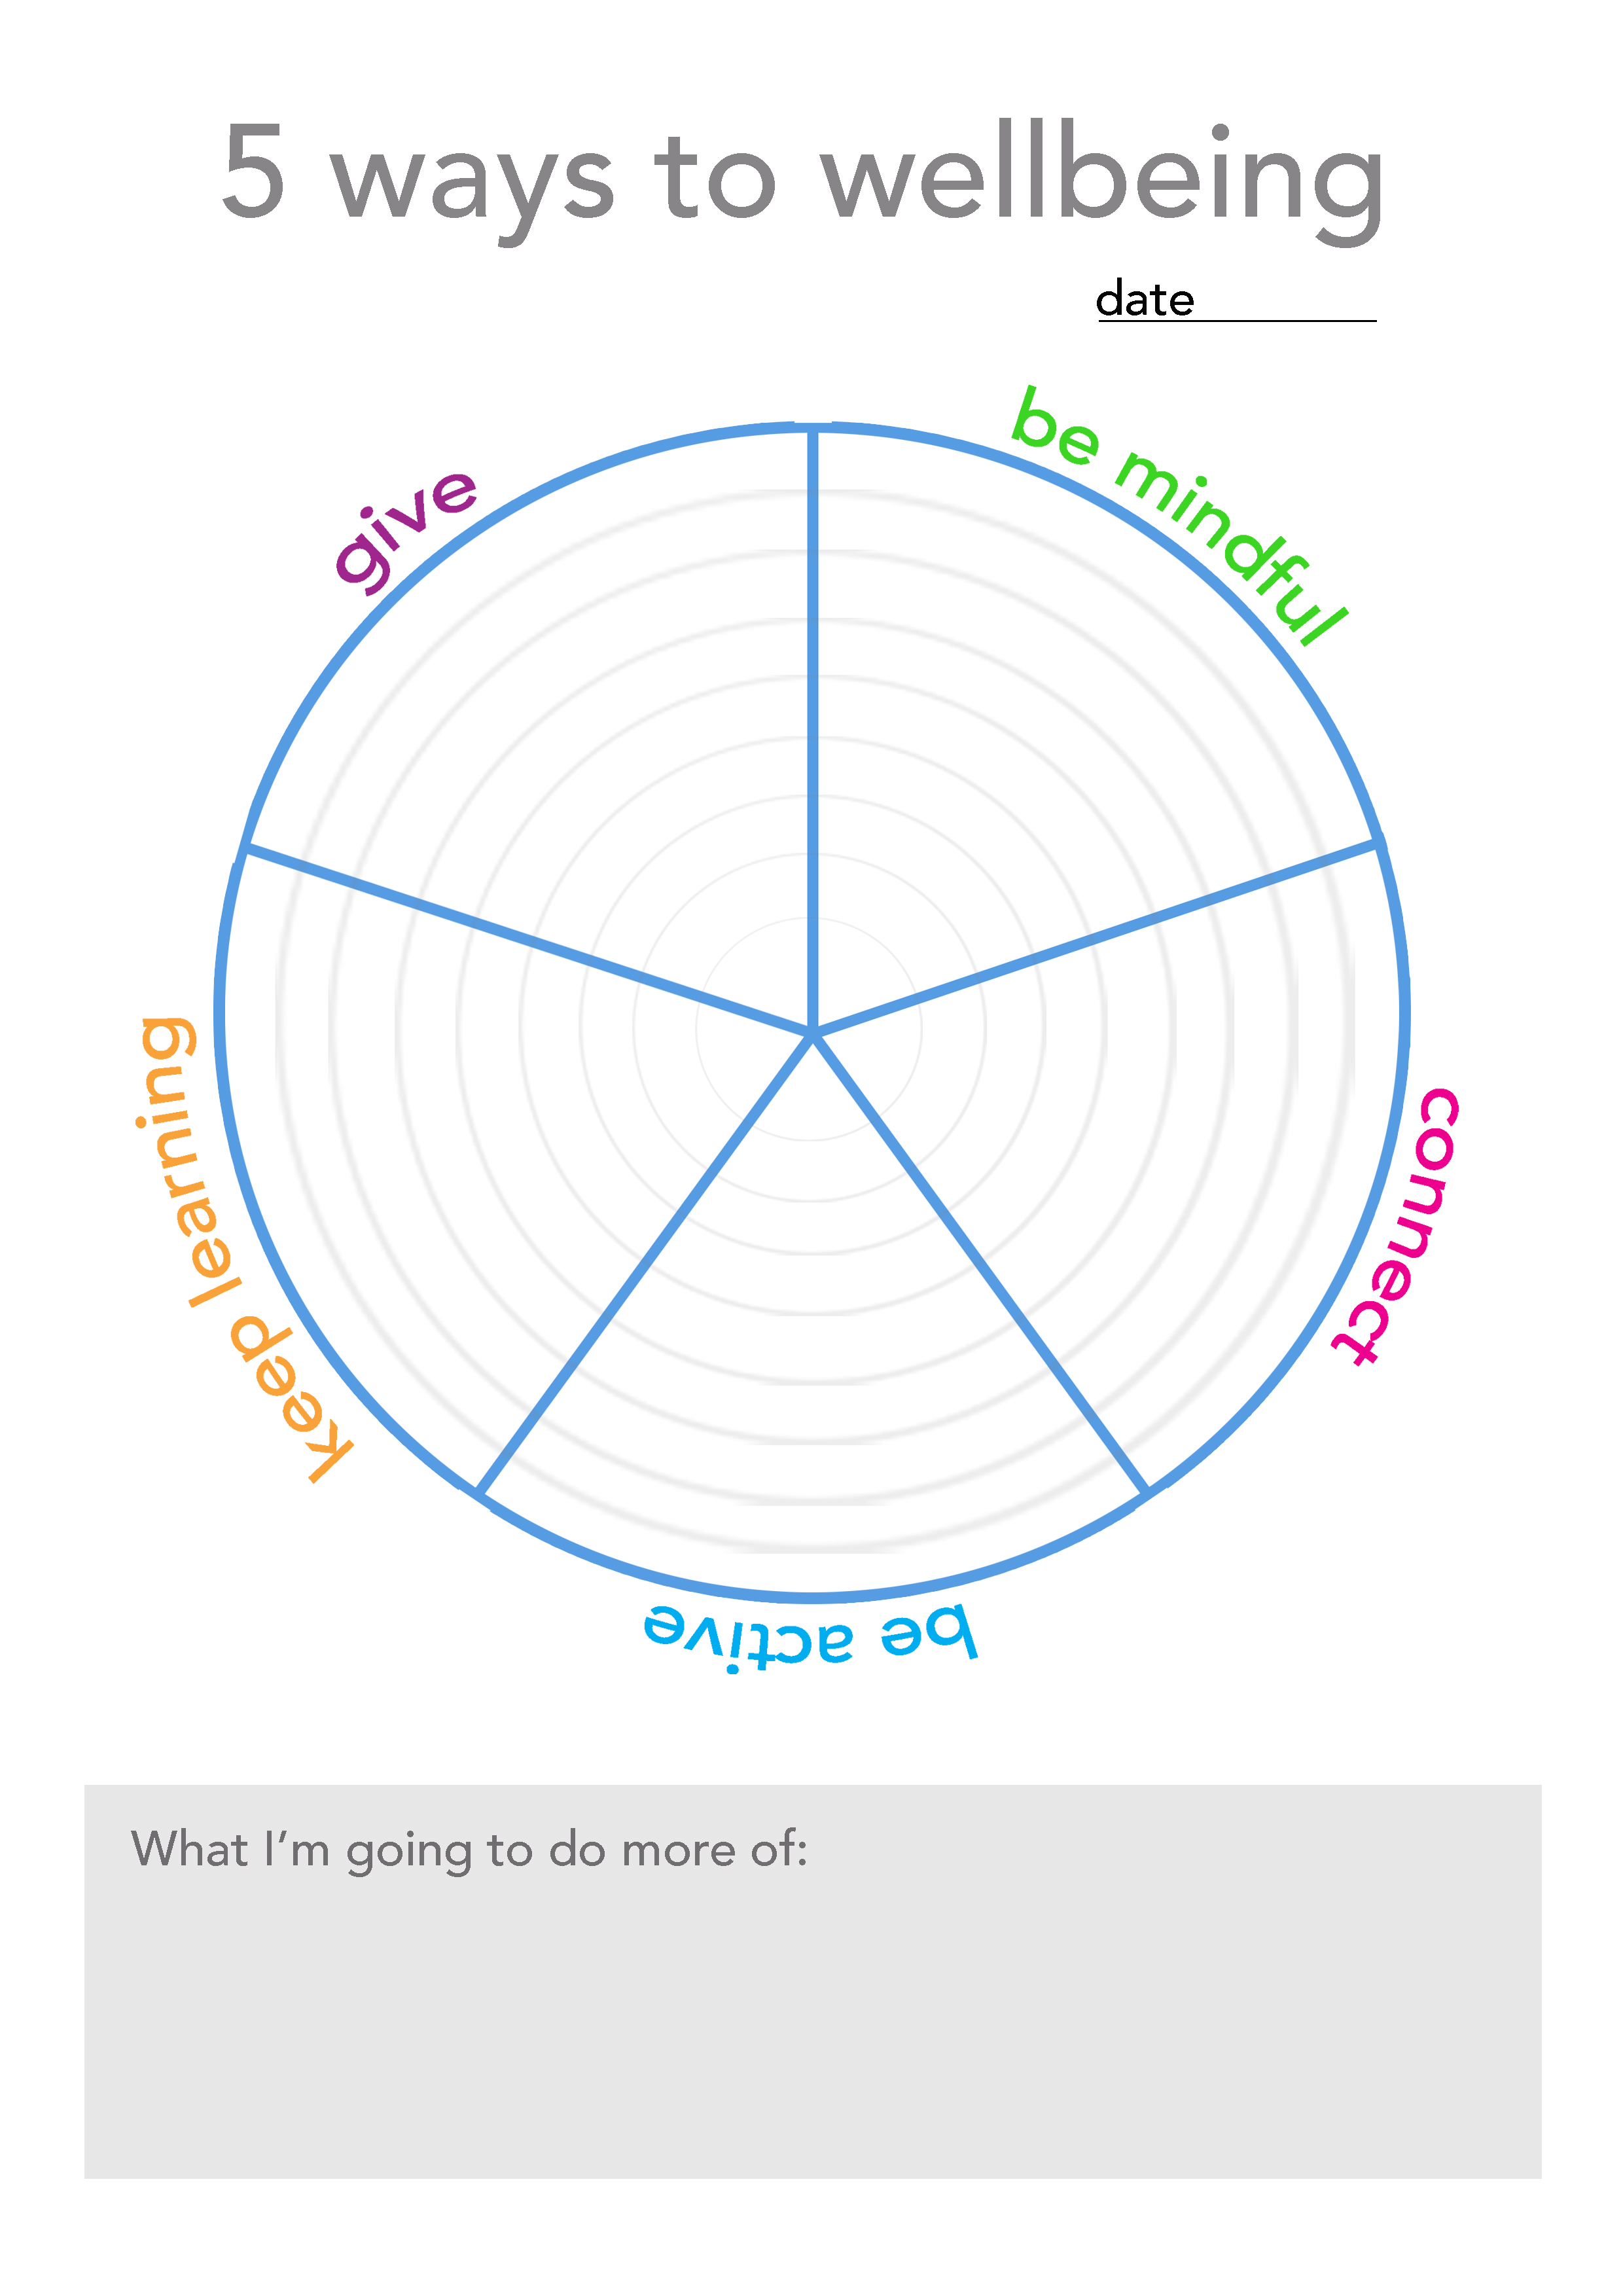 5 ways to wellbeing
date
be mindful
give
connect
keep learning
be active
What I’m going to do more of: